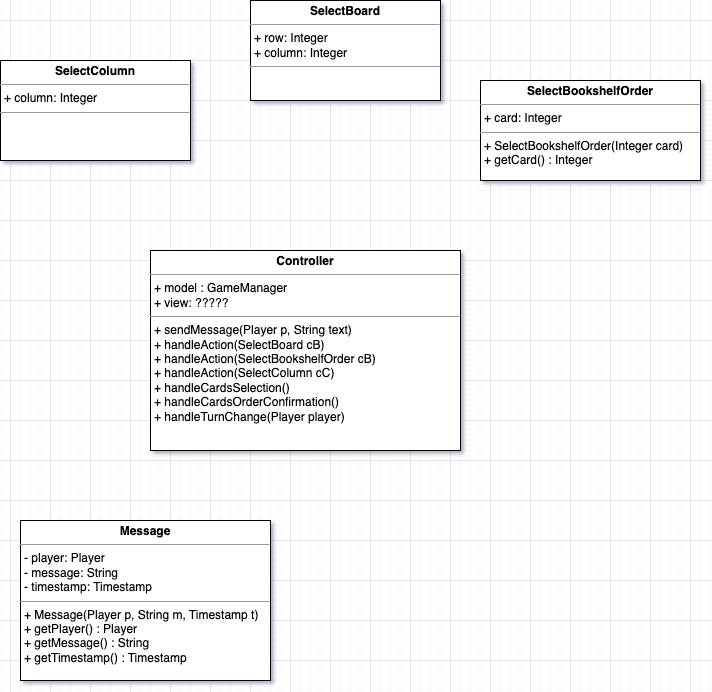 SelectBoard
+ row: Integer
+ column: Integer
SelectColumn
+ column: Integer
SelectBookshelfOrder
+ card: Integer
+ SelectBookshelfOrder(Integer card)
+ getCard() : Integer
Controller
+ model : GameManager
+ view: ?????
+ sendMessage(Player p, String text)
+ handleAction(SelectBoard cB)
+ handleAction(SelectBookshelfOrder cB)
+ handleAction(SelectColumn cC)
+ handleCardsSelection()
+ handleCardsOrderConfirmation()
+ handleTurnChange(Player player)
Message
- player: Player
- message: String
- timestamp: Timestamp
+ Message(Player p, String m, Timestamp t)
+ getPlayer() : Player
+ getMessage() : String
+ getTimestamp() : Timestamp